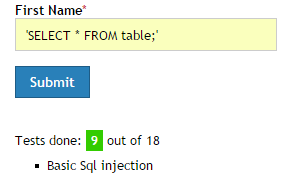 First Name*
'SELECT * FROM table;'
Submit
Tests done: 9 out of 18
▪ Basic Sql injection